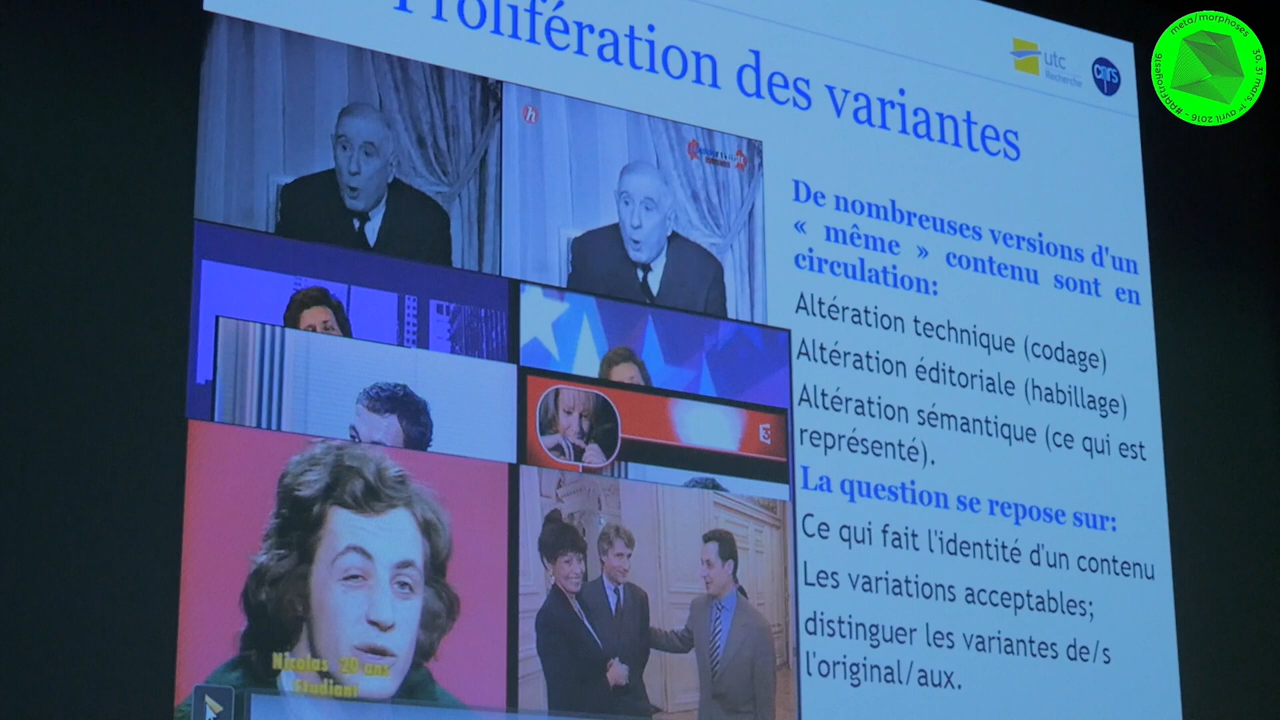 Prolifération des variantes
utc
Recherche
cnrs
meta/morphoses
30, 31 mars, 1er avril 2016
De nombreuses versions d'un
« même » contenu sont en
circulation:
Altération technique (codage)
Altération éditoriale (habillage)
Altération sémantique (ce qui est
représenté).
La question se repose sur:
Ce qui fait l'identité d'un contenu
Les variations acceptables;
distinguer les variantes de/s
l'original/aux.
h
3
Nicolas 20 ans
Etudiant